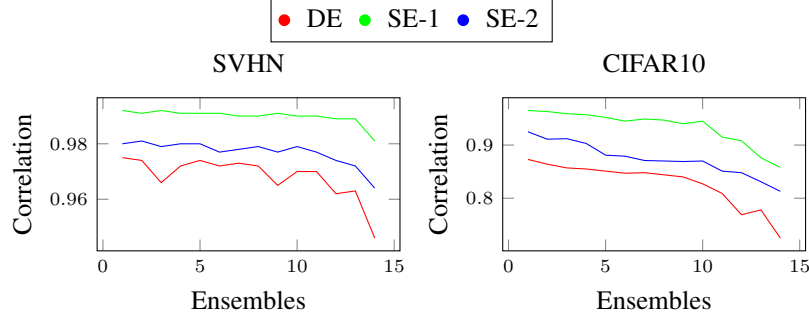 DE SE-1 SE-2
SVHN
CIFAR10
Correlation
0.98
0.96
0 5 10 15
Ensembles
Correlation
0.9
0.8
0 5 10 15
Ensembles